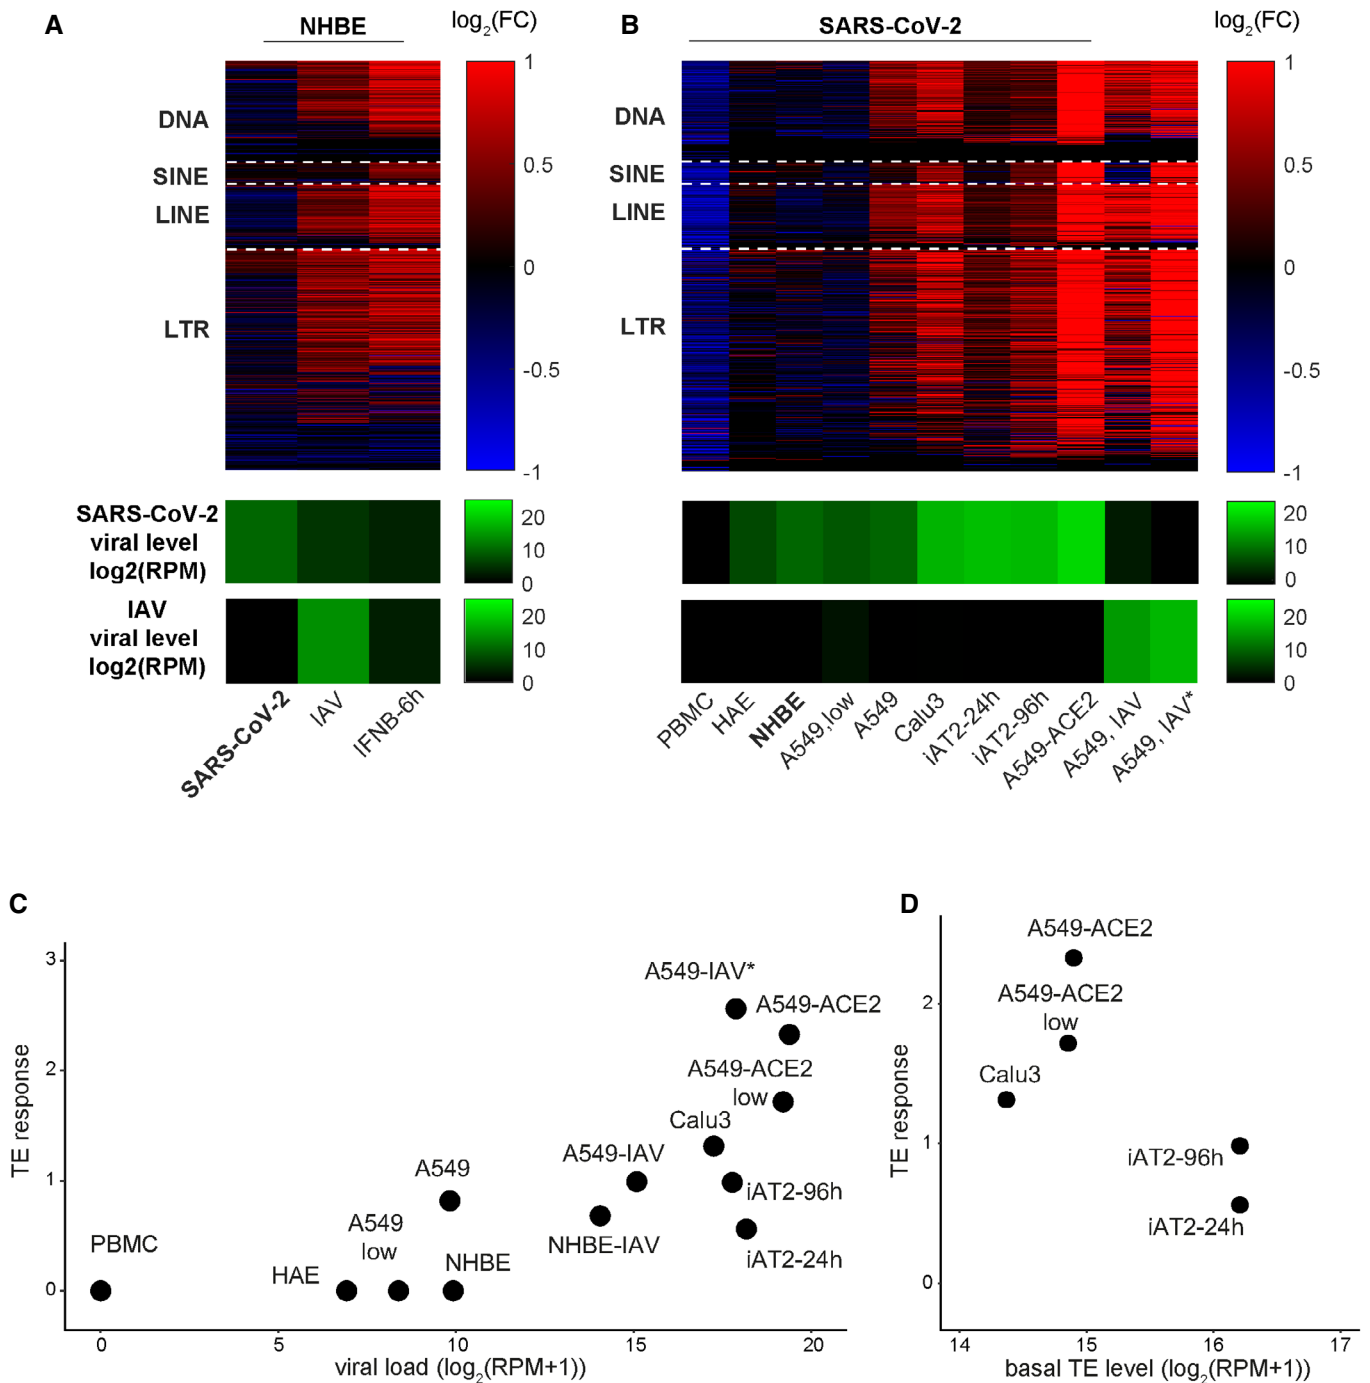 A
NHBE
log2(FC)
DNA
SINE
LINE
LTR
1
0.5
0
-0.5
-1
SARS-CoV-2
viral level
log2(RPM)
20
10
0
IAV
viral level
log2(RPM)
20
10
0
SARS-CoV-2
IAV
IFNB-6h
B
SARS-CoV-2
log2(FC)
DNA
SINE
LINE
LTR
1
0.5
0
-0.5
-1
20
10
0
20
10
0
PBMC
HAE
NHBE
A549,low
A549
Calu3
iAT2-24h
iAT2-96h
A549-ACE2
A549, IAV
A549, IAV*
C
TE response
3
2
1
0
A549-IAV*
A549-ACE2
A549-ACE2
low
Calu3
A549-IAV
A549
iAT2-96h
A549
low
NHBE-IAV
iAT2-24h
PBMC
HAE
NHBE
0
5
10
15
20
viral load (log2(RPM+1))
D
TE response
2
1
0
A549-ACE2
A549-ACE2
low
Calu3
iAT2-96h
iAT2-24h
14
15
16
17
basal TE level (log2(RPM+1))